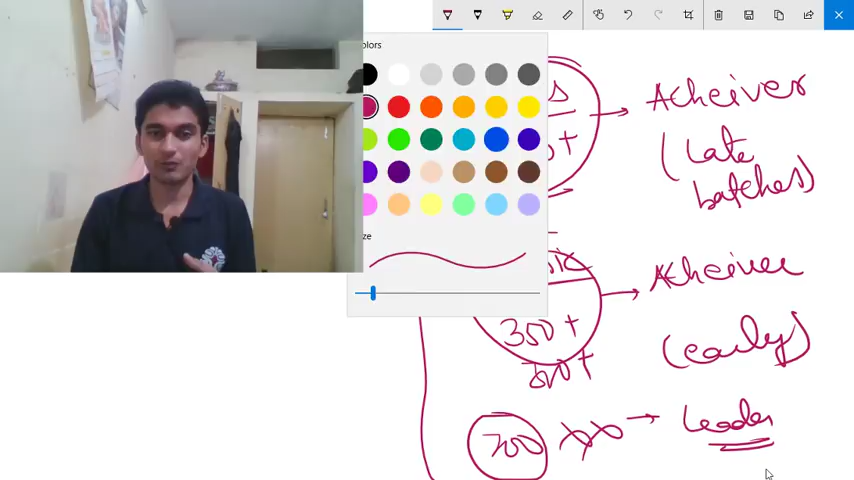 olors
Acheiver
(Late
batches)
ze
Acheiver
350+
(early)
700
Leader